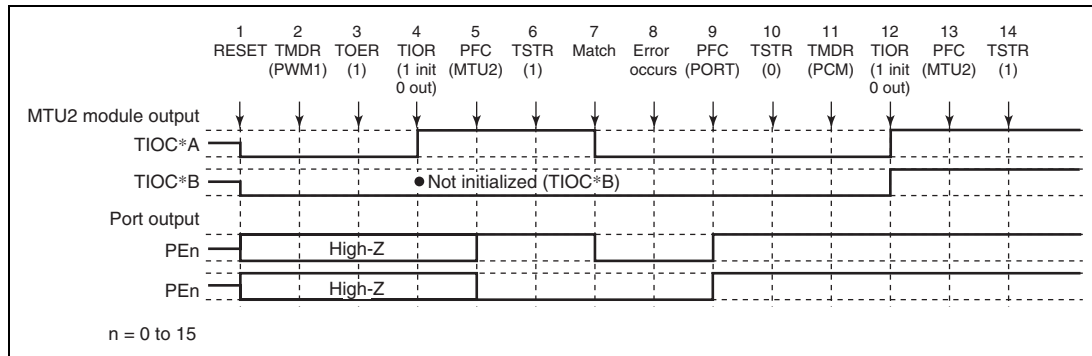 1 2 3 4 5 6 7 8 9 10 11 12 13 14
RESET TMDR TOER TIOR PFC TSTR Match Error PFC TSTR TMDR TIOR PFC TSTR
(PWM1) (1) (1 init (MTU2) (1) occurs (PORT) (0) (PCM) (1 init (MTU2) (1)
0 out) 0 out)
MTU2 module output
TIOC*A
TIOC*B
● Not initialized (TIOC*B)
Port output
PEn
High-Z
PEn
High-Z
n = 0 to 15